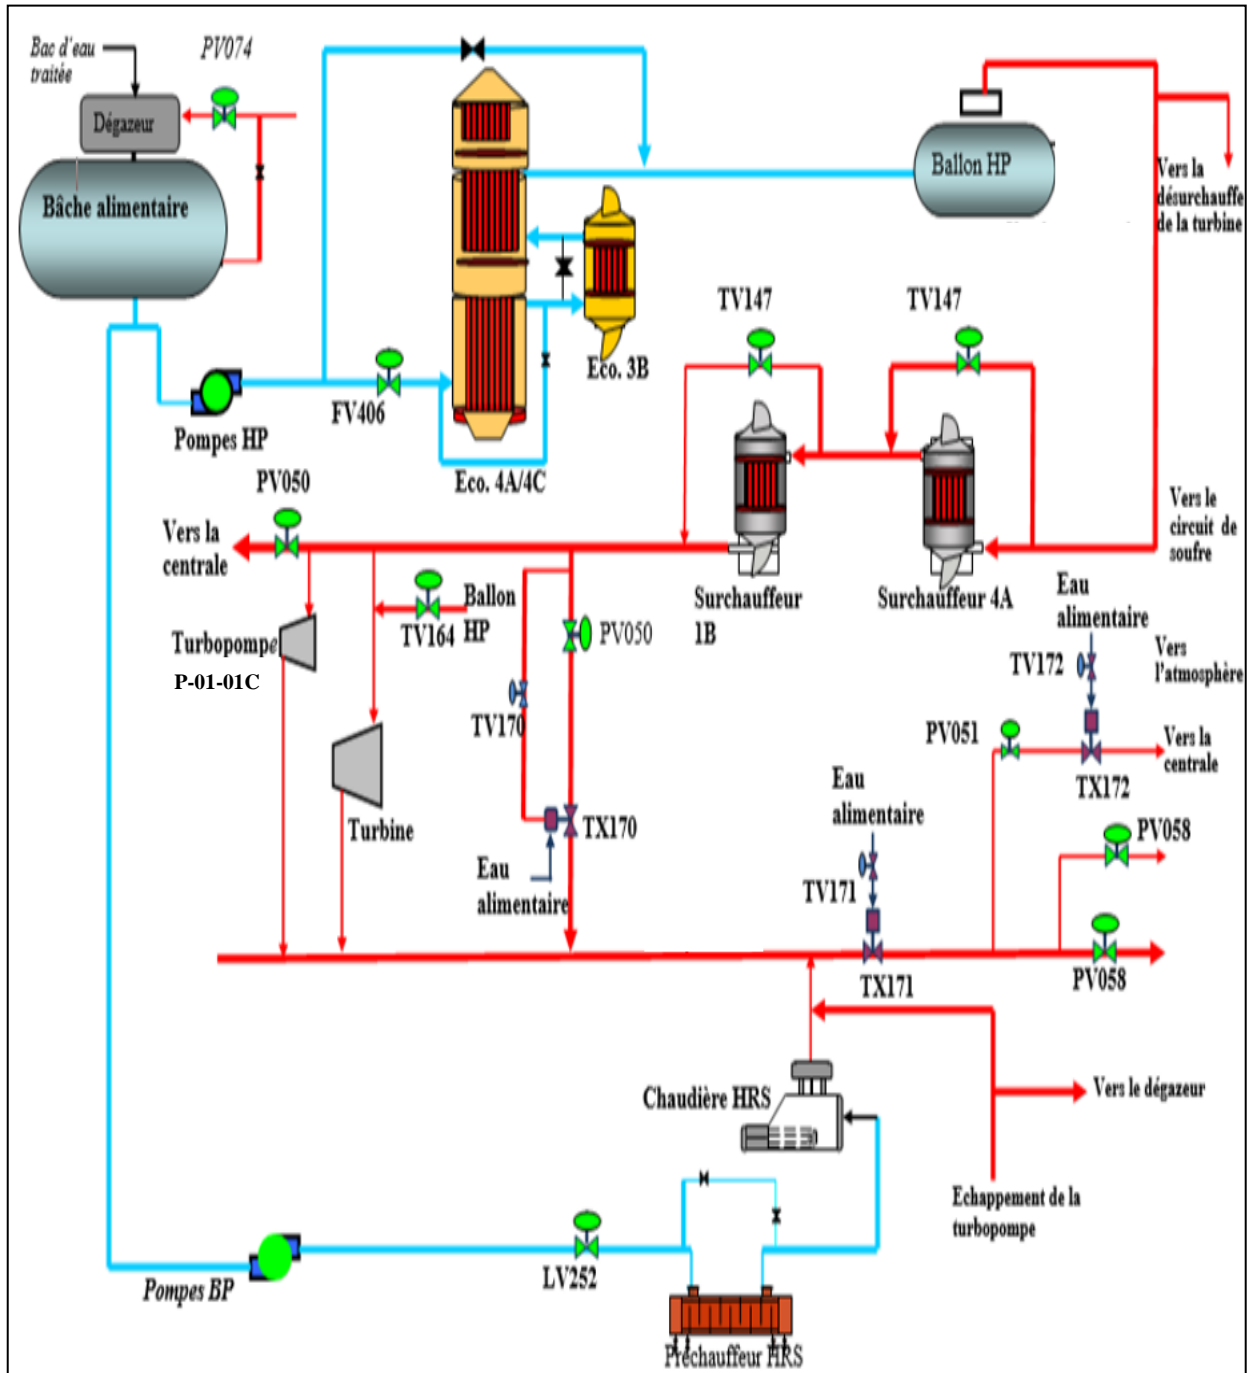 Bac d'eau
traitée
PV074
Dégazeur
Bâche alimentaire
Ballon HP
Vers la
désurchauffe
de la turbine
TV147
TV147
Eco. 3B
FV406
Pompes HP
Eco. 4A/4C
PV050
Vers la
centrale
Vers le
circuit de
soufre
Surchauffeur
1B
Surchauffeur 4A
Ballon
HP
TV164
PV050
Turbopompe
P-01-01C
Eau
alimentaire
TV172
Vers
l'atmosphère
TV170
PV051
Vers la
centrale
TX172
Eau
alimentaire
Turbine
TX170
PV058
Eau
alimentaire
TV171
TX171
PV058
Chaudière HRS
Vers le dégazeur
Echappement de la
turbopompe
LV252
Pompes BP
Préchauffeur HRS